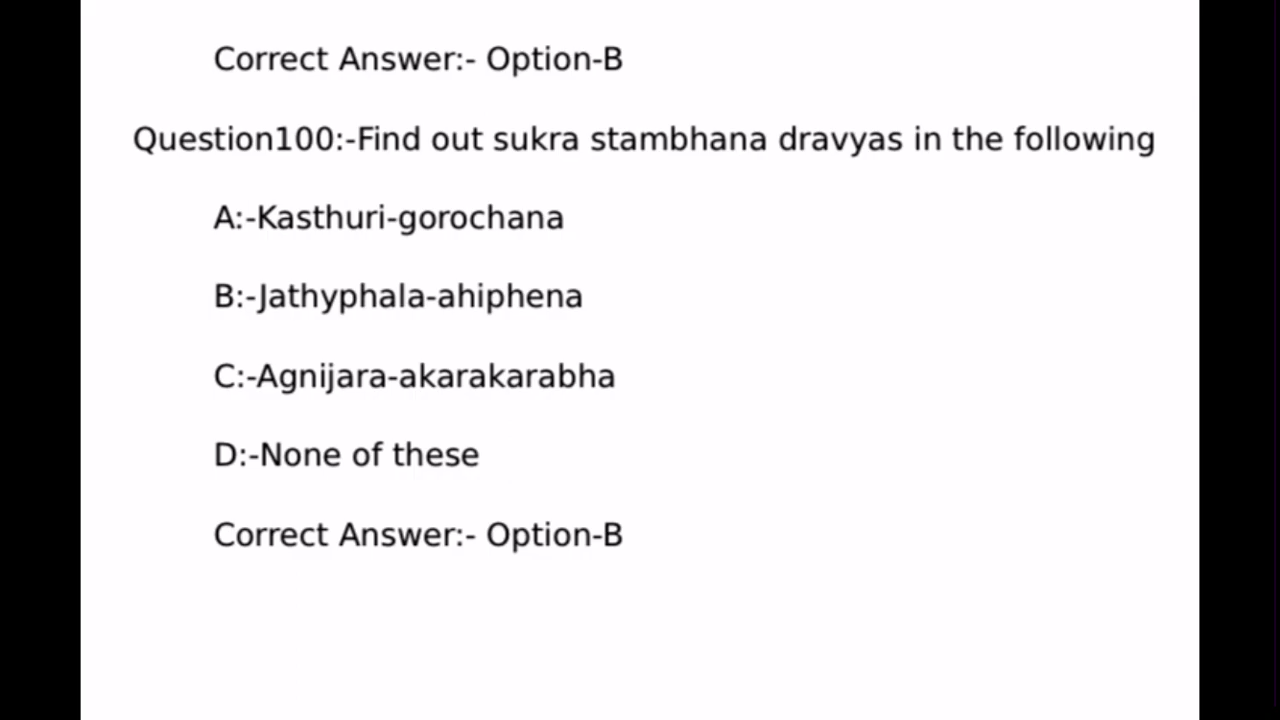 Correct Answer:- Option-B
Question100:-Find out sukra stambhana dravyas in the following
A:-Kasthuri-gorochana
B:-Jathyphala-ahiphena
C:-Agnijara-akarakarabha
D:-None of these
Correct Answer:- Option-B